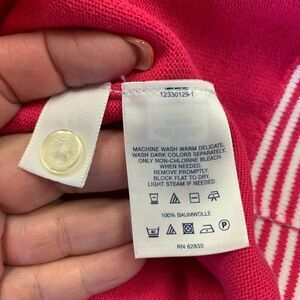 12330129-1
MACHINE WASH WARM DELICATE.
WASH DARK COLORS SEPARATELY.
ONLY NON-CHLORINE BLEACH
WHEN NEEDED.
REMOVE PROMPTLY.
BLOCK FLAT TO DRY.
LIGHT STEAM IF NEEDED.
100% BAUMWOLLE
P
RN 62830